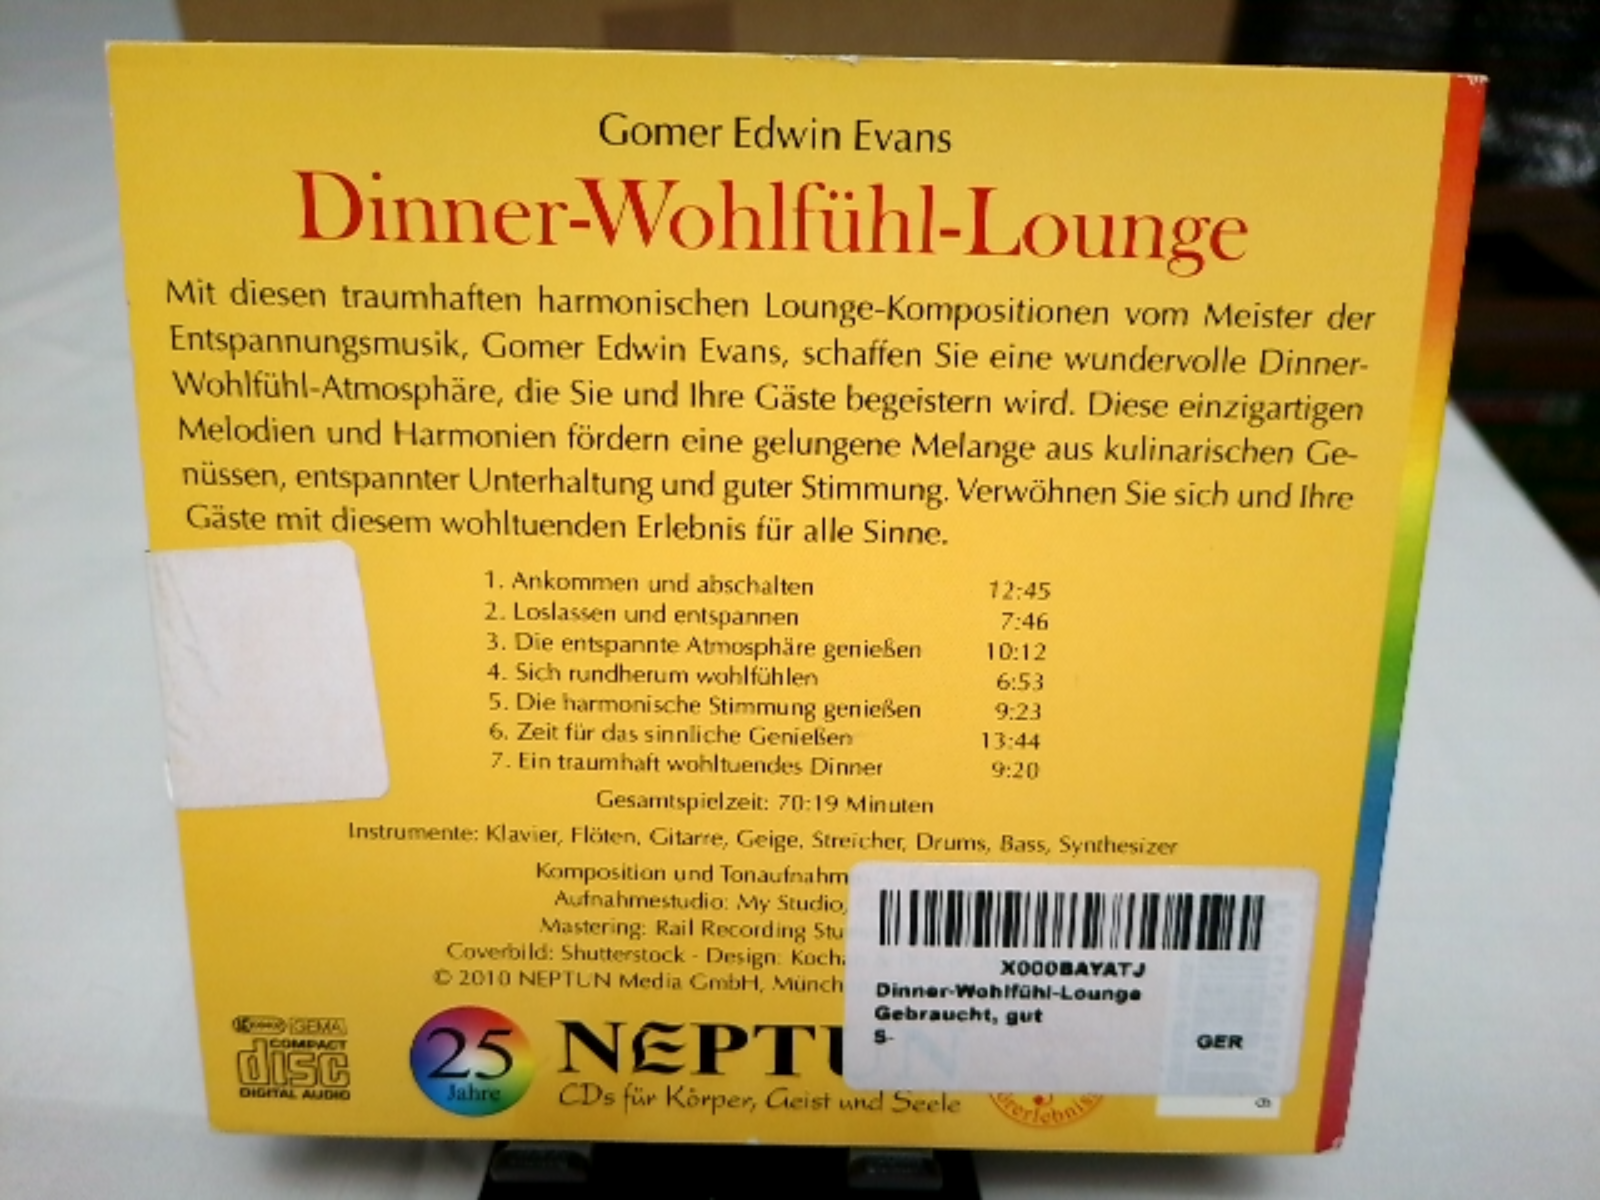 Gomer Edwin Evans
Dinner-Wohlfühl-Lounge
Mit diesen traumhaften harmonischen Lounge-Kompositionen vom Meister der
Entspannungsmusik, Gomer Edwin Evans, schaffen Sie eine wundervolle Dinner-
Wohlfühl-Atmosphäre, die Sie und Ihre Gäste begeistern wird. Diese einzigartigen
Melodien und Harmonien fördern eine gelungene Melange aus kulinarischen Ge-
nüssen, entspannter Unterhaltung und guter Stimmung. Verwöhnen Sie sich und Ihre
Gäste mit diesem wohltuenden Erlebnis für alle Sinne.
1. Ankommen und abschalten 12:45
2. Loslassen und entspannen 7:46
3. Die entspannte Atmosphäre genießen 10:12
4. Sich rundherum wohlfühlen 6:53
5. Die harmonische Stimmung genießen 9:23
6. Zeit für das sinnliche Genießen 13:44
7. Ein traumhaft wohltuendes Dinner 9:20
Gesamtspielzeit: 70:19 Minuten
Instrumente: Klavier, Flöten, Gitarre, Geige, Streicher, Drums, Bass, Synthesizer
Komposition und Tonaufnahm
Aufnahmestudio: My Studio,
Mastering: Rail Recording Stu
Coverbild: Shutterstock - Design: Kocha
© 2010 NEPTUN Media GmbH, Münch
X000BAYATJ
Dinner-Wohlfühl-Lounge
Gebraucht, gut
S- GER
GEMA
COMPACT
disc
DIGITAL AUDIO
25
Jahre
NEPTUN
CDs für Körper, Geist und Seele